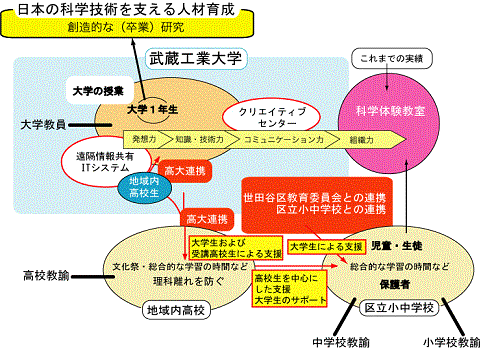 日本の科学技術を支える人材育成
創造的な（卒業）研究
武蔵工業大学
これまでの実績
大学の授業
大学１年生
クリエイティブ
センター
科学体験教室
大学教員
発想力
知識・技術力
コミュニケーション力
組織力
遠隔情報共有
ITシステム
高大連携
地域内
高校生
世田谷区教育委員会との連携
区立小中学校との連携
高大連携
大学生および
受講高校生による支援
大学生による支援
児童・生徒
文化祭・総合的な学習の時間など
理科離れを防ぐ
総合的な学習の時間など
保護者
高校教諭
高校生を中心に
した支援
大学生のサポート
地域内高校
区立小中学校
中学校教諭
小学校教諭